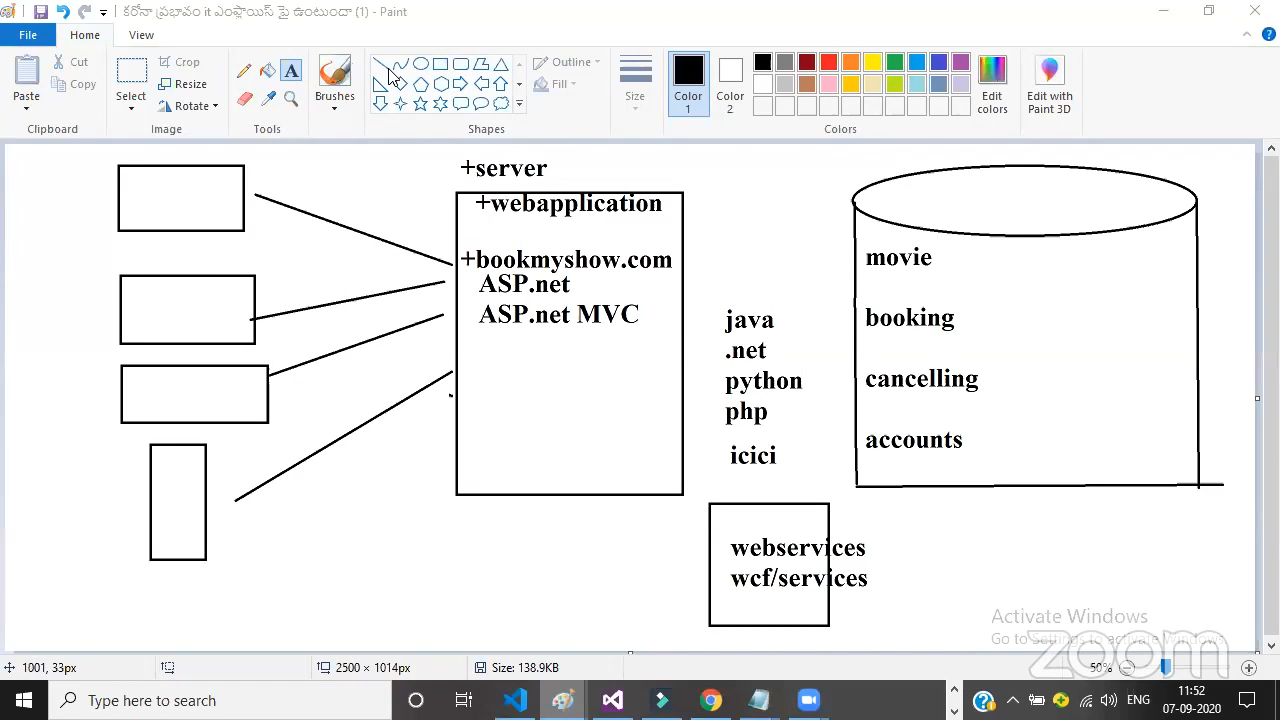 కరోనా ప్రభావం it ఎంప్లాయిస్ పై ఉంటుందా (1) - Paint
File
Home
View
Paste
Cut
Copy
Clipboard
Select
Crop
Resize
Rotate
Image
A
Tools
Brushes
Outline
Fill
Shapes
Size
Color 1
Color 2
Colors
Edit colors
Edit with Paint 3D
+server
+webapplication
+bookmyshow.com
ASP.net
ASP.net MVC
java
.net
python
php
icici
webservices
wcf/services
movie
booking
cancelling
accounts
Activate Windows
Go to Settings to activate Windows.
zoom
1001, 33px
2500 × 1014px
Size: 138.9KB
50%
Type here to search
ENG
11:52
07-09-2020